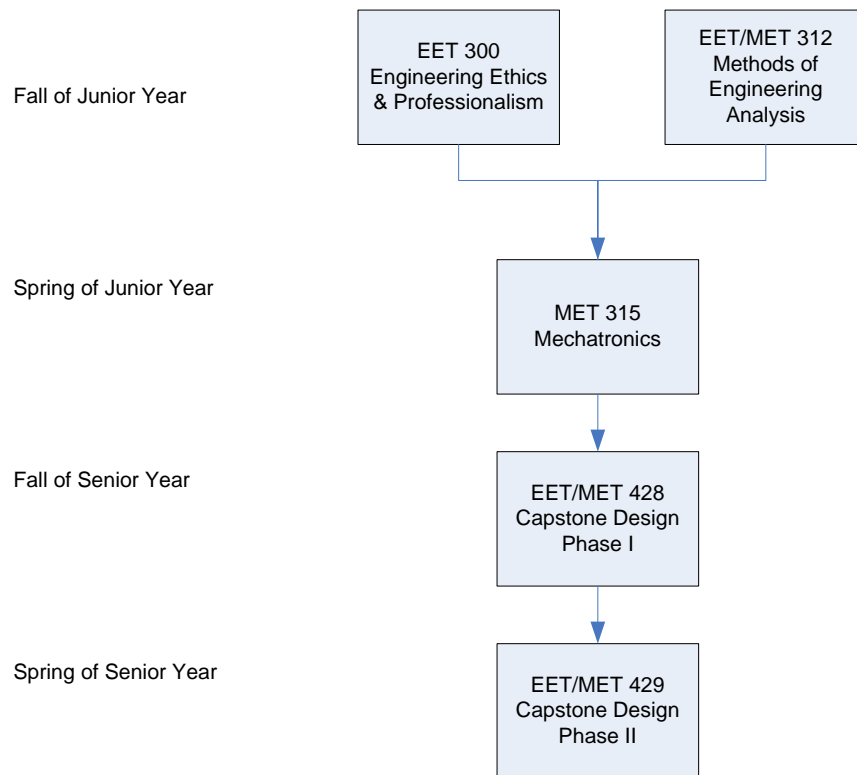 EET 300
Engineering Ethics
& Professionalism
EET/MET 312
Methods of
Engineering
Analysis
Fall of Junior Year
Spring of Junior Year
MET 315
Mechatronics
Fall of Senior Year
EET/MET 428
Capstone Design
Phase I
Spring of Senior Year
EET/MET 429
Capstone Design
Phase II